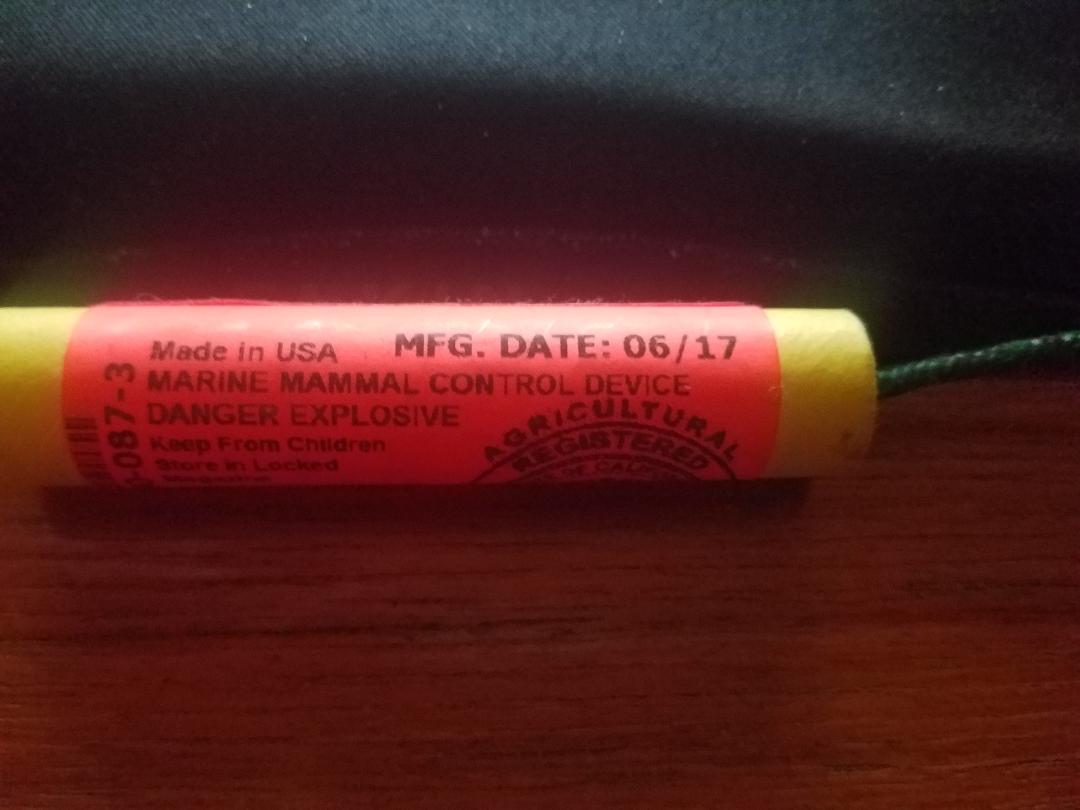 Made in USA
MFG. DATE: 06/17
MARINE MAMMAL CONTROL DEVICE
DANGER EXPLOSIVE
Keep From Children
Store in Locked
Magazine
AGRICULTURAL
REGISTERED
087-3